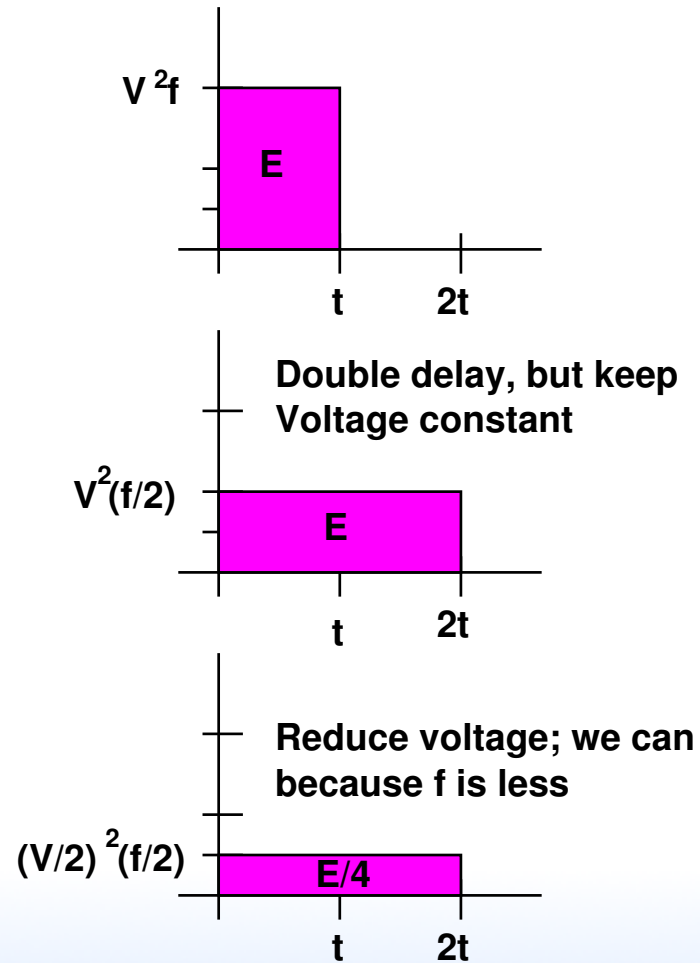 V ²f
E
t 2t
Double delay, but keep
Voltage constant
V²(f/2)
E
t 2t
Reduce voltage; we can
because f is less
(V/2) ²(f/2)
E/4
t 2t